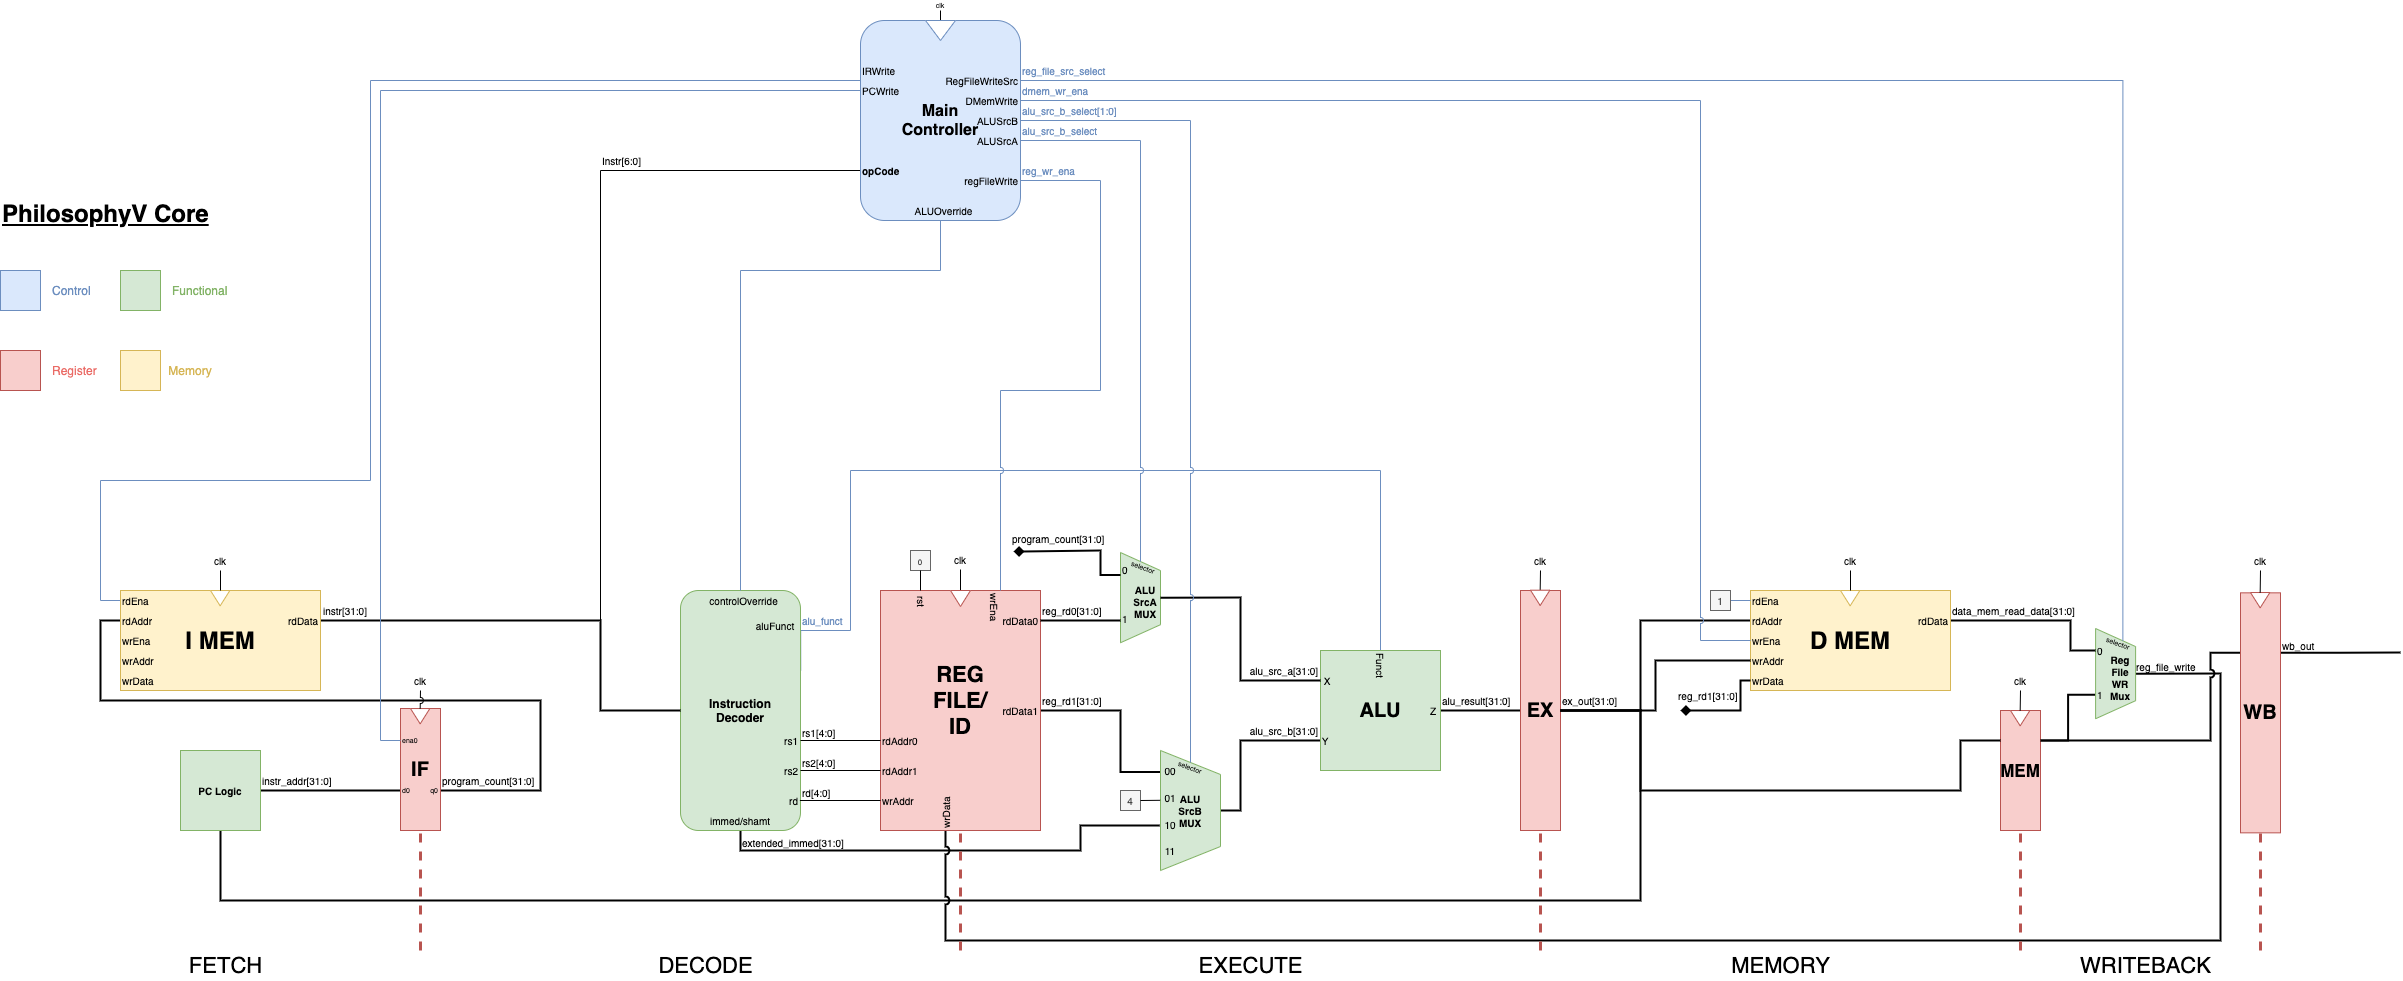 clk
IRWrite
PCWrite
RegFileWriteSrc
DMemWrite
Main
Controller
ALUSrcB
ALUSrcA
opCode
regFileWrite
ALUOverride
reg_file_src_select
dmem_wr_ena
alu_src_b_select[1:0]
alu_src_b_select
reg_wr_ena
Instr[6:0]
PhilosophyV Core
Control
Functional
Register
Memory
clk
rdEna
rdAddr
wrEna
wrAddr
wrData
I MEM
rdData
instr[31:0]
PC Logic
instr_addr[31:0]
clk
ena0
IF
d0
q0
program_count[31:0]
controlOverride
aluFunct
alu_funct
Instruction
Decoder
rs1
rs2
rd
immed/shamt
rs1[4:0]
rs2[4:0]
rd[4:0]
extended_immed[31:0]
0
clk
rst
wrEna
rdData0
REG
FILE/
ID
rdData1
rdAddr0
rdAddr1
wrAddr
wrData
reg_rd0[31:0]
reg_rd1[31:0]
program_count[31:0]
selector
0
ALU
SrcA
MUX
1
selector
00
01
10
11
ALU
SrcB
MUX
4
alu_src_a[31:0]
alu_src_b[31:0]
Funct
X
Y
ALU
Z
alu_result[31:0]
clk
EX
ex_out[31:0]
clk
1
rdEna
rdAddr
wrEna
wrAddr
wrData
D MEM
rdData
reg_rd1[31:0]
data_mem_read_data[31:0]
clk
MEM
selector
0
Reg
File
WR
Mux
1
reg_file_write
clk
WB
wb_out
FETCH
DECODE
EXECUTE
MEMORY
WRITEBACK